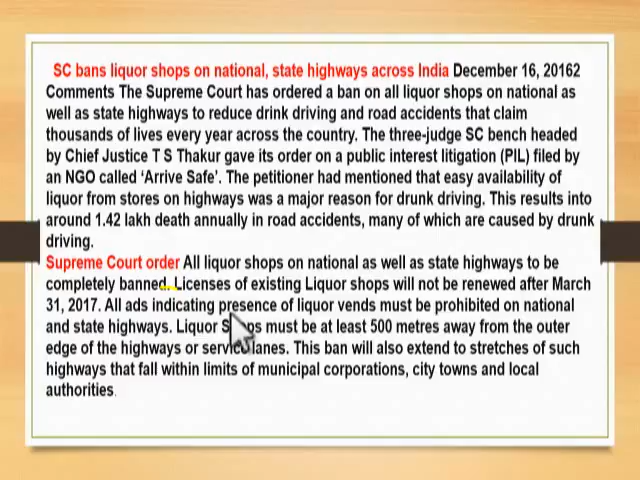 SC bans liquor shops on national, state highways across India December 16, 20162
Comments The Supreme Court has ordered a ban on all liquor shops on national as
well as state highways to reduce drink driving and road accidents that claim
thousands of lives every year across the country. The three-judge SC bench headed
by Chief Justice T S Thakur gave its order on a public interest litigation (PIL) filed by
an NGO called ‘Arrive Safe’. The petitioner had mentioned that easy availability of
liquor from stores on highways was a major reason for drunk driving. This results into
around 1.42 lakh death annually in road accidents, many of which are caused by drunk
driving.
Supreme Court order All liquor shops on national as well as state highways to be
completely banned. Licenses of existing Liquor shops will not be renewed after March
31, 2017. All ads indicating presence of liquor vends must be prohibited on national
and state highways. Liquor Shops must be at least 500 metres away from the outer
edge of the highways or service lanes. This ban will also extend to stretches of such
highways that fall within limits of municipal corporations, city towns and local
authorities.